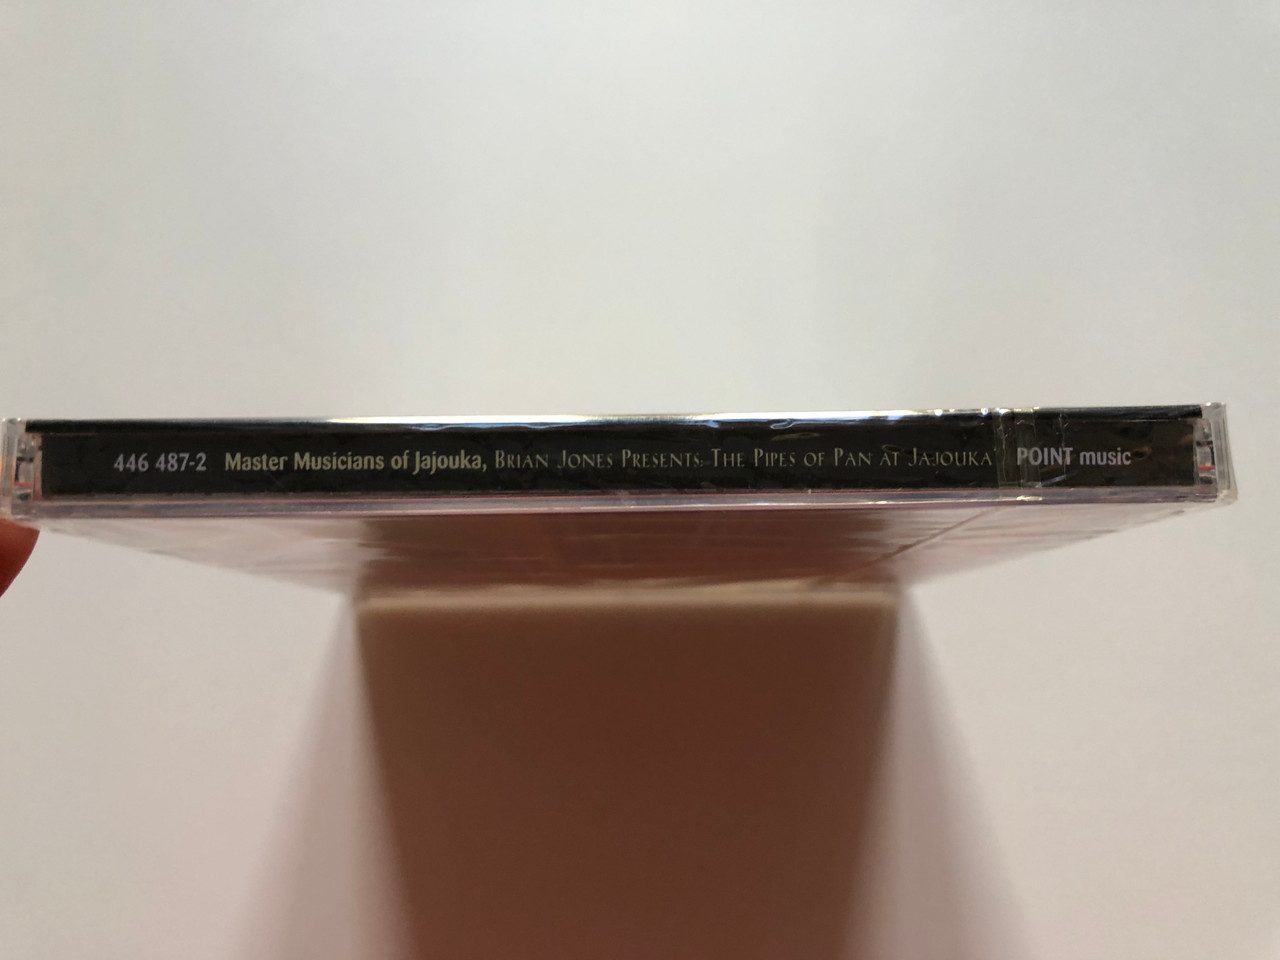 446 487-2 Master Musicians of Jajouka, BRIAN JONES PRESENTS: THE PIPES OF PAN AT JAJOUKA POINT music